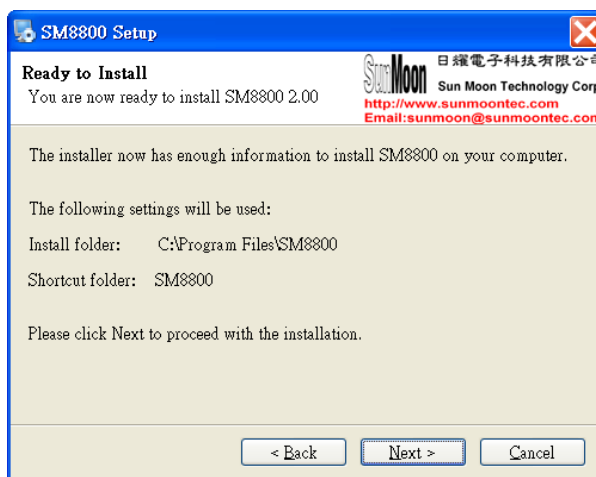 SM8800 Setup
Ready to Install
You are now ready to install SM8800 2.00
SunMoon
日耀電子科技有限公司
Sun Moon Technology Corp
http://www.sunmoontec.com
Email:sunmoon@sunmoontec.com
The installer now has enough information to install SM8800 on your computer.
The following settings will be used:
Install folder: C:\Program Files\SM8800
Shortcut folder: SM8800
Please click Next to proceed with the installation.
< Back
Next >
Cancel